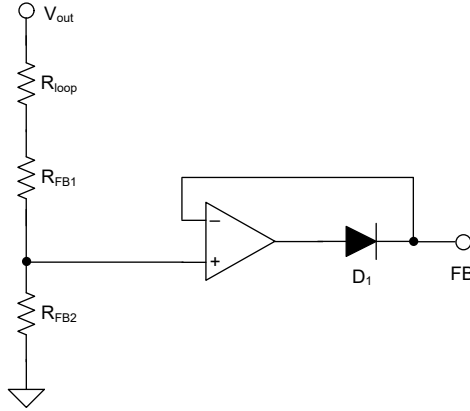 Vout
Rloop
RFB1
−
+
D1
FB
RFB2